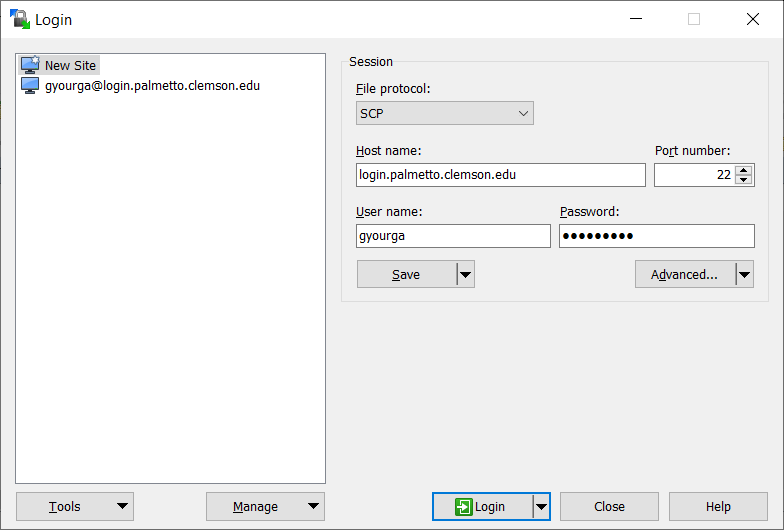 Login
New Site
gyourga@login.palmetto.clemson.edu
Session
File protocol:
SCP
Host name:
Port number:
login.palmetto.clemson.edu
22
User name:
Password:
gyourga
●●●●●●●●●
Save
Advanced...
Tools
Manage
Login
Close
Help